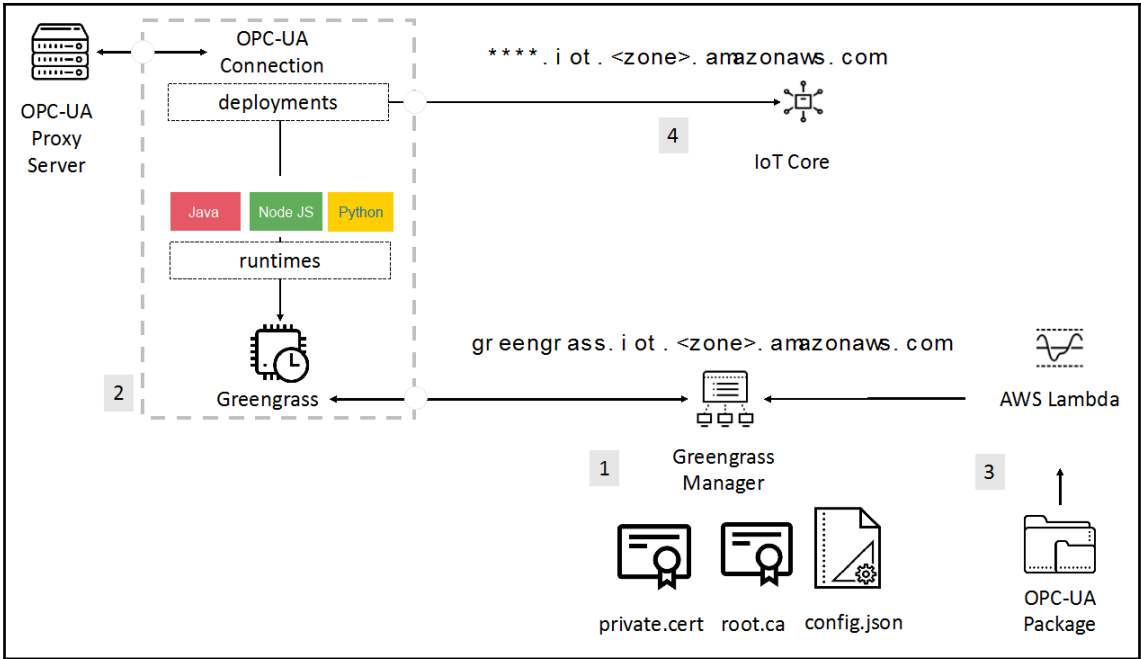 OPC-UA
Proxy
Server
OPC-UA
Connection
deployments
Java
Node JS
Python
runtimes
Greengrass
2
****.iot.<zone>.amazonaws.com
4
IoT Core
greengrass.iot.<zone>.amazonaws.com
1
Greengrass
Manager
AWS Lambda
3
private.cert
root.ca
config.json
OPC-UA
Package